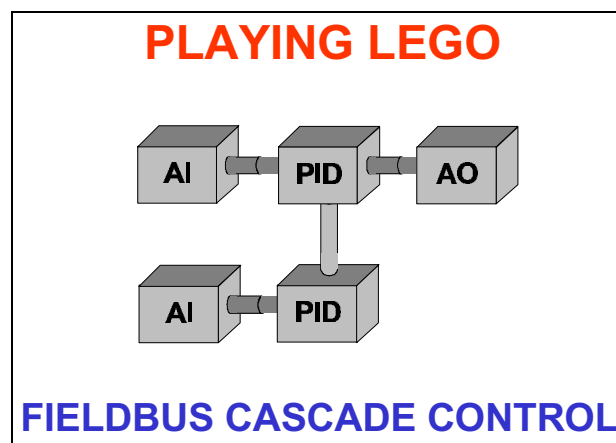 PLAYING LEGO
AI PID AO
AI PID
FIELDBUS CASCADE CONTROL